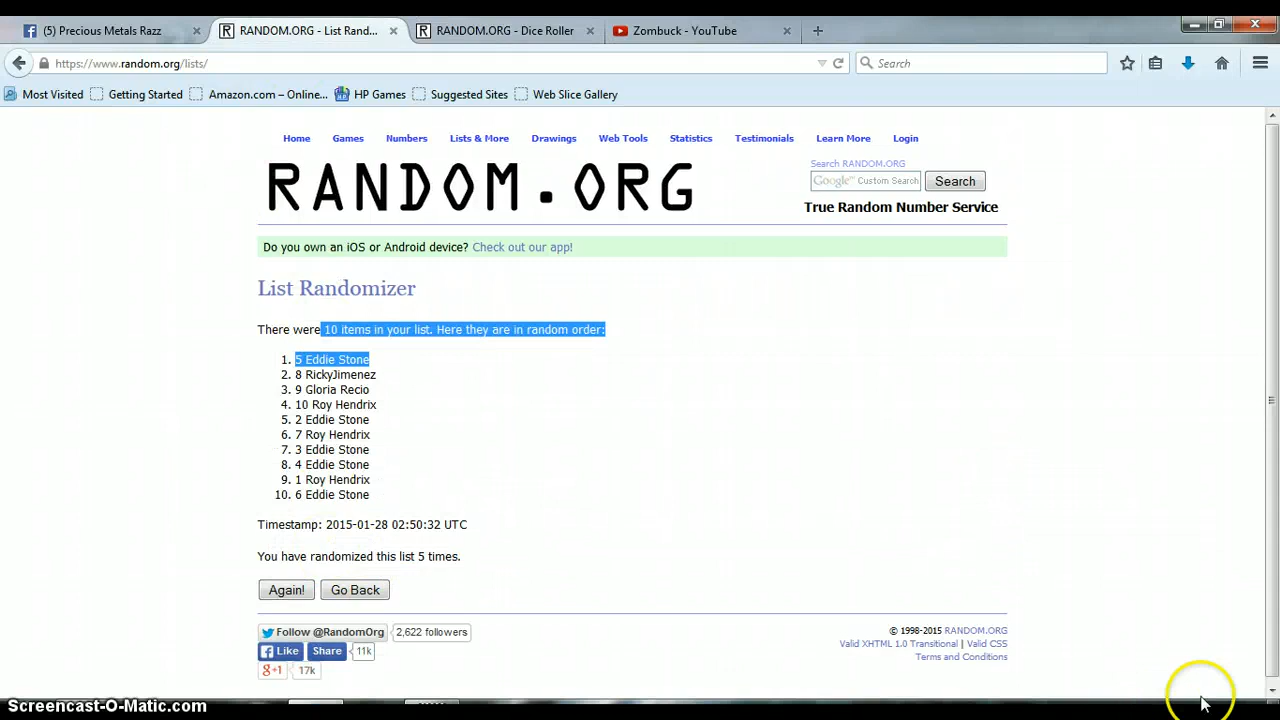 (5) Precious Metals Razz
RANDOM.ORG - List Rand...
RANDOM.ORG - Dice Roller
Zombuck - YouTube
https://www.random.org/lists/
Search
Most Visited
Getting Started
Amazon.com – Online...
HP Games
Suggested Sites
Web Slice Gallery
Home
Games
Numbers
Lists & More
Drawings
Web Tools
Statistics
Testimonials
Learn More
Login
RANDOM.ORG
Search RANDOM.ORG
Google™ Custom Search
Search
True Random Number Service
Do you own an iOS or Android device? Check out our app!
List Randomizer
There were 10 items in your list. Here they are in random order:
1. 5 Eddie Stone
2. 8 RickyJimenez
3. 9 Gloria Recio
4. 10 Roy Hendrix
5. 2 Eddie Stone
6. 7 Roy Hendrix
7. 3 Eddie Stone
8. 4 Eddie Stone
9. 1 Roy Hendrix
10. 6 Eddie Stone
Timestamp: 2015-01-28 02:50:32 UTC
You have randomized this list 5 times.
Again!
Go Back
Follow @RandomOrg
2,622 followers
Like
Share
11k
g+1
17k
© 1998-2015 RANDOM.ORG
Valid XHTML 1.0 Transitional | Valid CSS
Terms and Conditions
Screencast-O-Matic.com